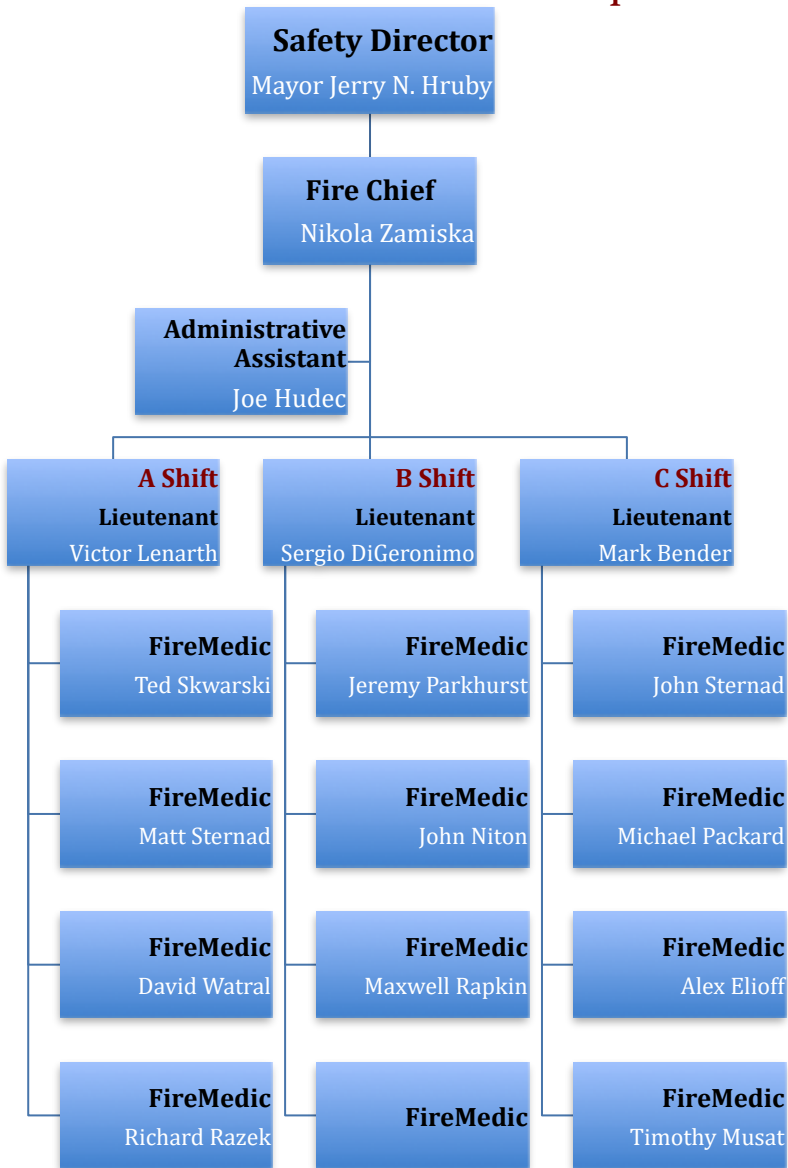 Safety Director
Mayor Jerry N. Hruby
Fire Chief
Nikola Zamiska
Administrative
Assistant
Joe Hudec
A Shift
Lieutenant
Victor Lenarth
FireMedic
Ted Skwarski
FireMedic
Matt Sternad
FireMedic
David Watral
FireMedic
Richard Razek
B Shift
Lieutenant
Sergio DiGeronimo
FireMedic
Jeremy Parkhurst
FireMedic
John Niton
FireMedic
Maxwell Rapkin
FireMedic
C Shift
Lieutenant
Mark Bender
FireMedic
John Sternad
FireMedic
Michael Packard
FireMedic
Alex Elioff
FireMedic
Timothy Musat